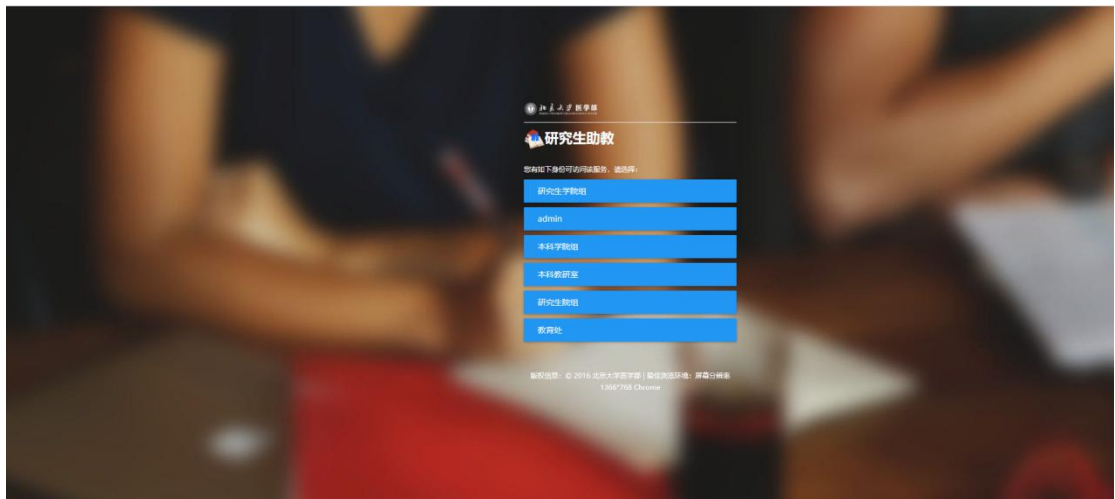 北京大学医学部
研究生助教
您有如下身份可访问该服务，请选择：
研究生学院组
admin
本科学院组
本科教研室
研究生院组
教育处
版权信息：© 2016 北京大学医学部 | 最佳浏览环境：屏幕分辨率
1366*768 Chrome